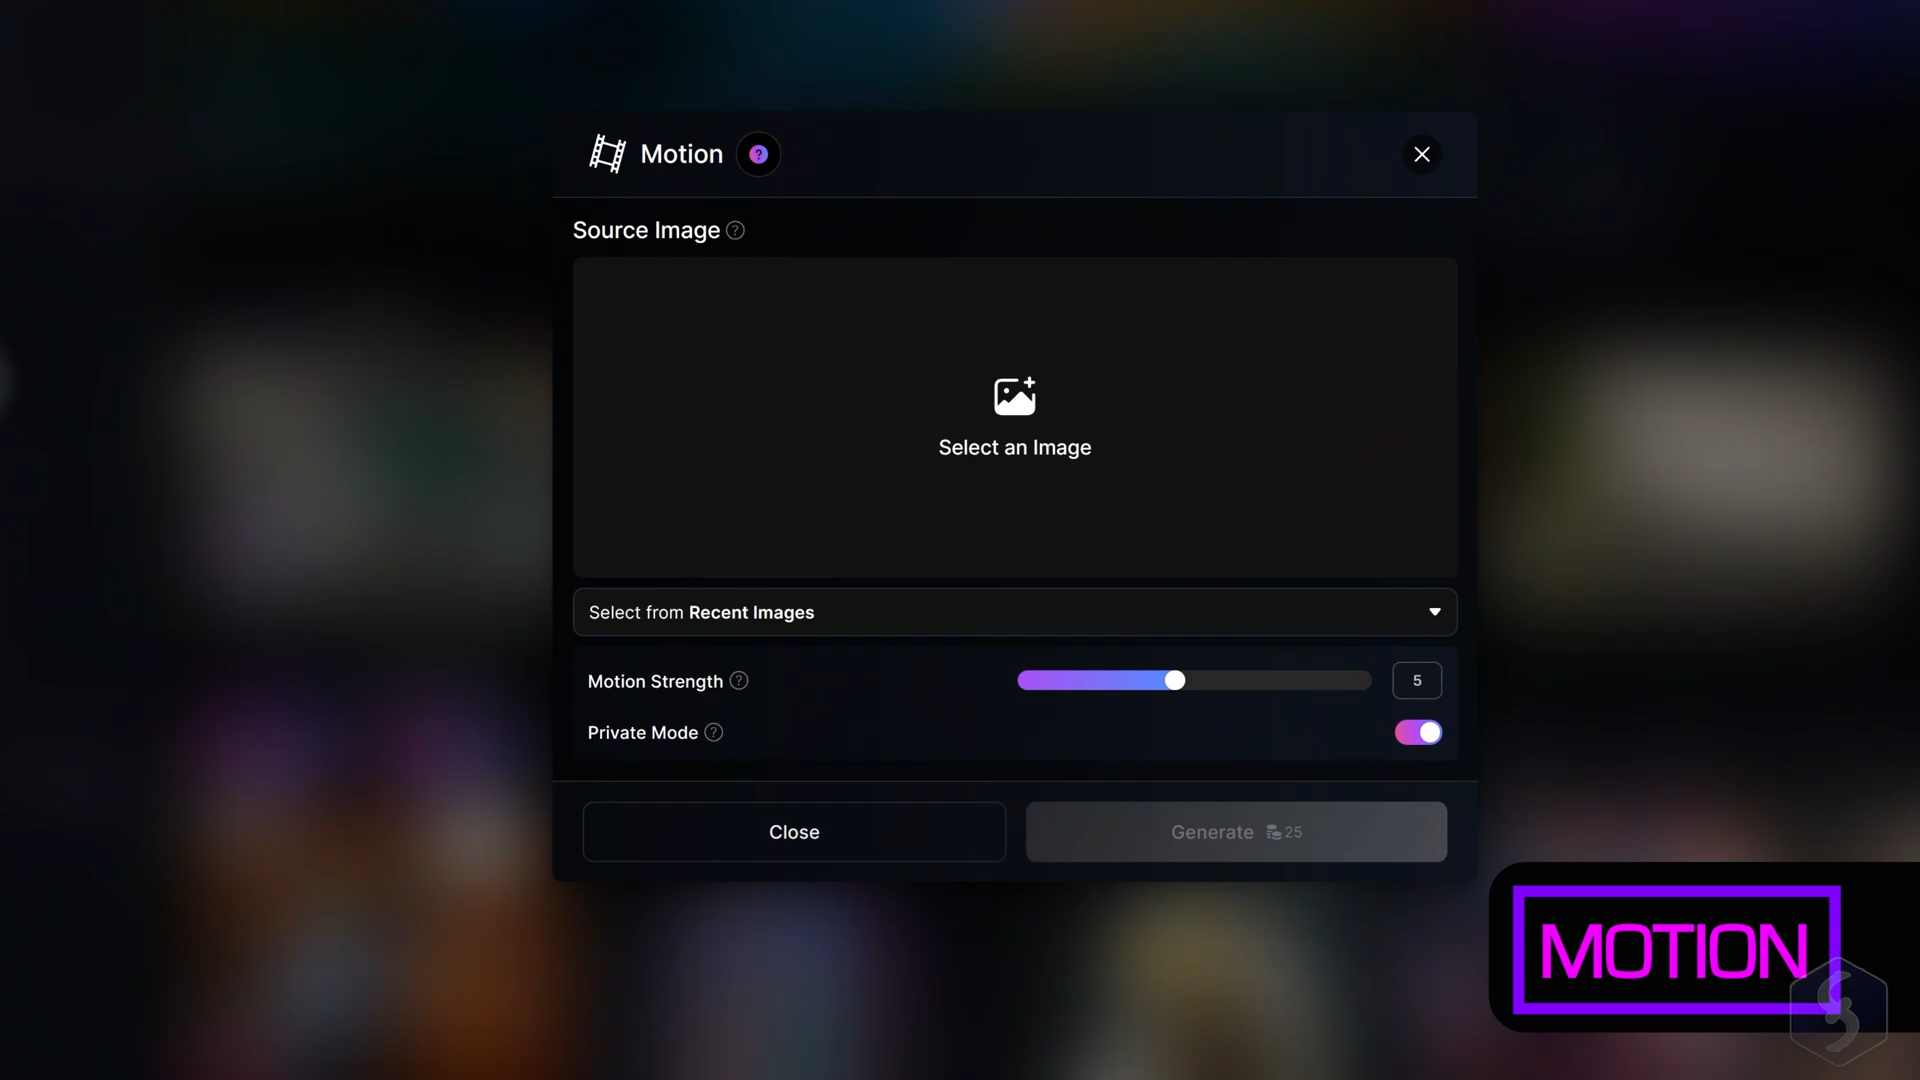 Motion
Source Image
Select an Image
Select from Recent Images
Motion Strength
5
Private Mode
Close
Generate 25
MOTION